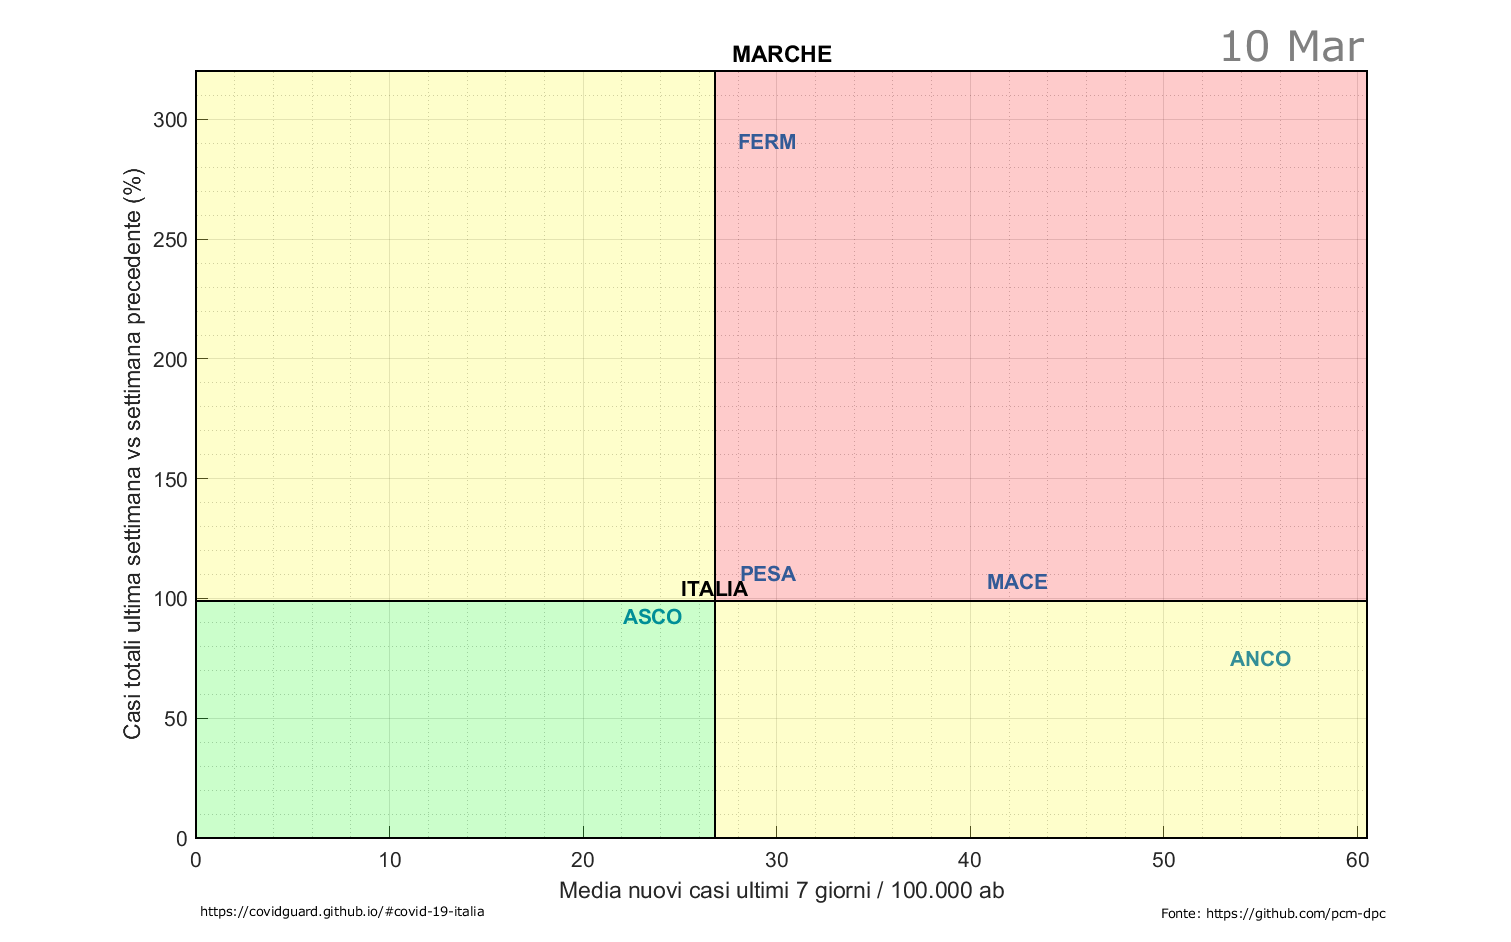 10 Mar
MARCHE
Casi totali ultima settimana vs settimana precedente (%)
300
250
200
150
100
50
0
FERM
PESA
MACE
ITALIA
ASCO
ANCO
0 10 20 30 40 50 60
Media nuovi casi ultimi 7 giorni / 100.000 ab
https://covidguard.github.io/#covid-19-italia
Fonte: https://github.com/pcm-dpc